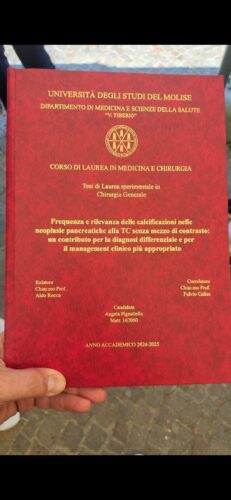 UNIVERSITÀ DEGLI STUDI DEL MOLISE
DIPARTIMENTO DI MEDICINA E SCIENZE DELLA SALUTE
"V. TIBERIO"
CORSO DI LAUREA IN MEDICINA E CHIRURGIA
Tesi di Laurea sperimentale in
Chirurgia Generale
Frequenza e rilevanza delle calcificazioni nelle
neoplasie pancreatiche alla TC senza mezzo di contrasto:
un contributo per la diagnosi differenziale e per
il management clinico più appropriato
Relatore
Chiar.mo Prof.
Aldo Rocca
Correlatore
Chiar.mo Prof.
Fulvio Calise
Candidata
Angela Pignatiello
Matr. 167060
ANNO ACCADEMICO 2024-2025